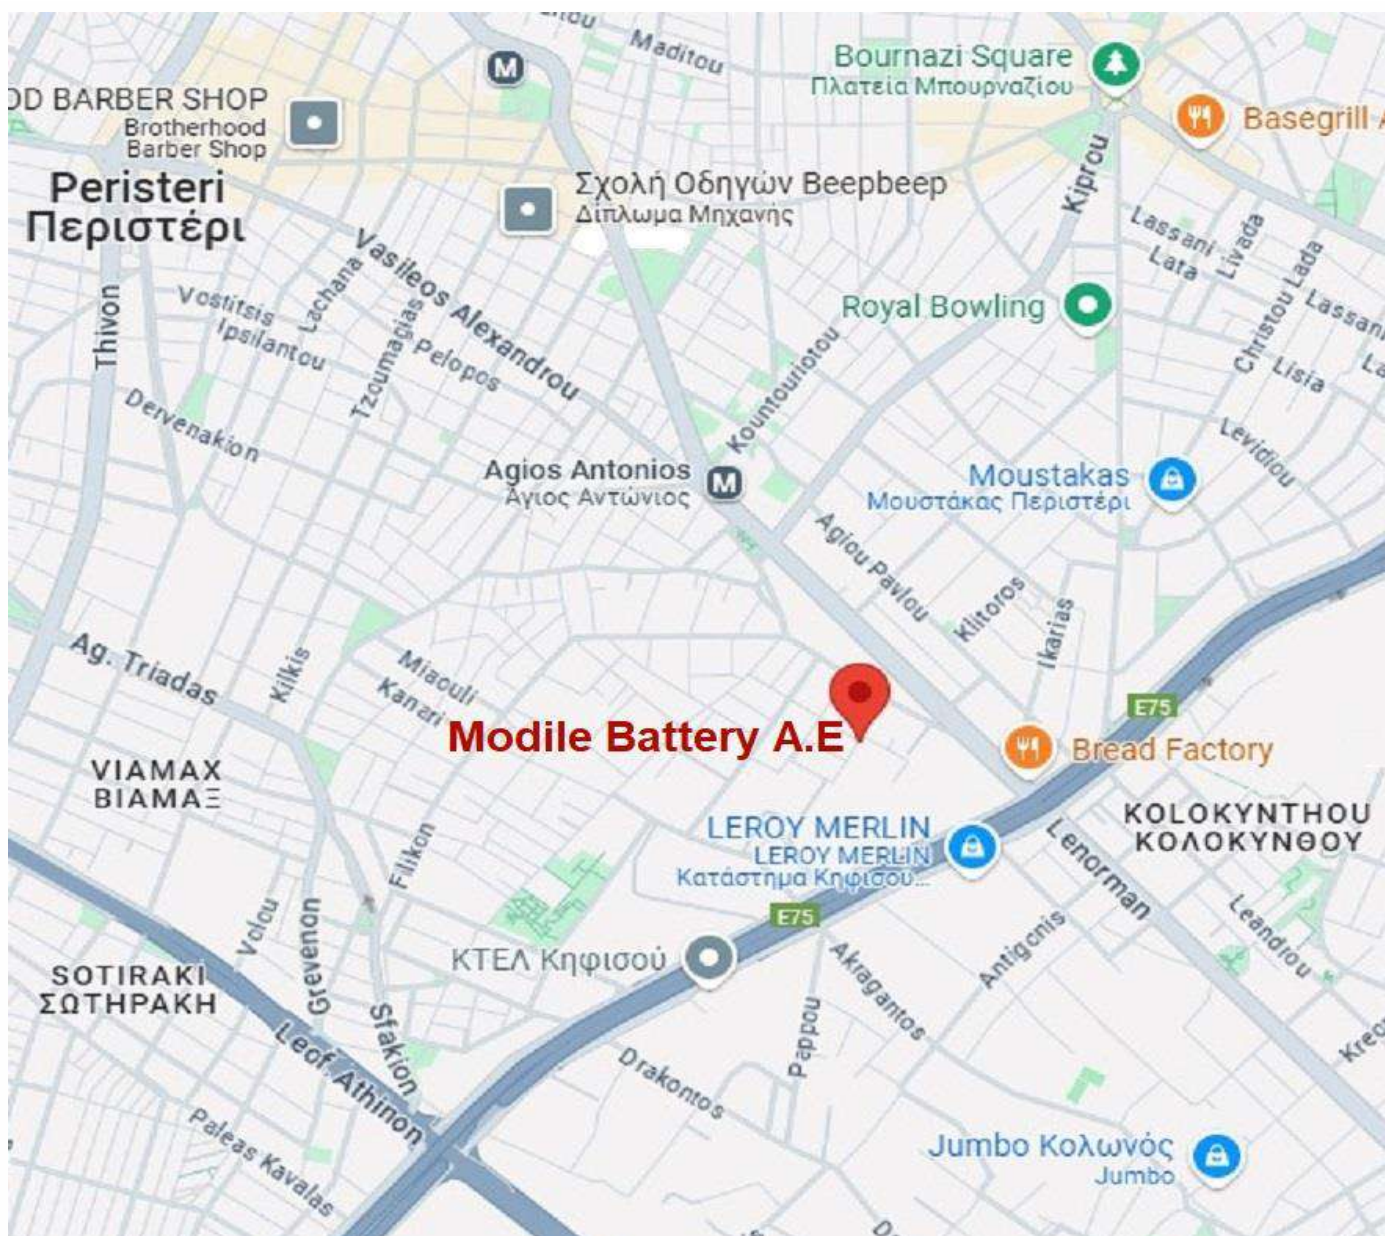 Maditou
M
Bournazi Square
Πλατεία Μπουρναζίου
OD BARBER SHOP
Brotherhood
Barber Shop
Basegrill
Peristeri
Περιστέρι
Σχολή Οδηγών Beepbeep
Δίπλωμα Μηχανής
Kiprou
Lassani
Lata
Livada
Christou Lada
Lassani
Vasileos Alexandrou
Lachana
Vostitsis
Ipsilantou
Tzoumagias
Pelopos
Thivon
Dervenakion
Royal Bowling
Kountouriotou
Lisia
Levidiou
Agios Antonios
Άγιος Αντώνιος
M
Moustakas
Μουστάκας Περιστέρι
Agiou Pavlou
Klitoros
Ikarias
Ag. Triadas
Kilkis
Miaouli
Kanari
Modile Battery A.E
E75
Bread Factory
VIAMAX
ΒΙΑΜΑΞ
LEROY MERLIN
LEROY MERLIN
Κατάστημα Κηφισού...
KOLOKYNTHOU
ΚΟΛΟΚΥΝΘΟΥ
Lenorman
Filikon
E75
Volou
Grevenon
ΚΤΕΛ Κηφισού
Akragantos
Antigonis
Leandrou
SOTIRAKI
ΣΩΤΗΡΑΚΗ
Sfakion
Leof. Athinon
Pappou
Drakontos
Paleas Kavalas
Jumbo Κολωνός
Jumbo